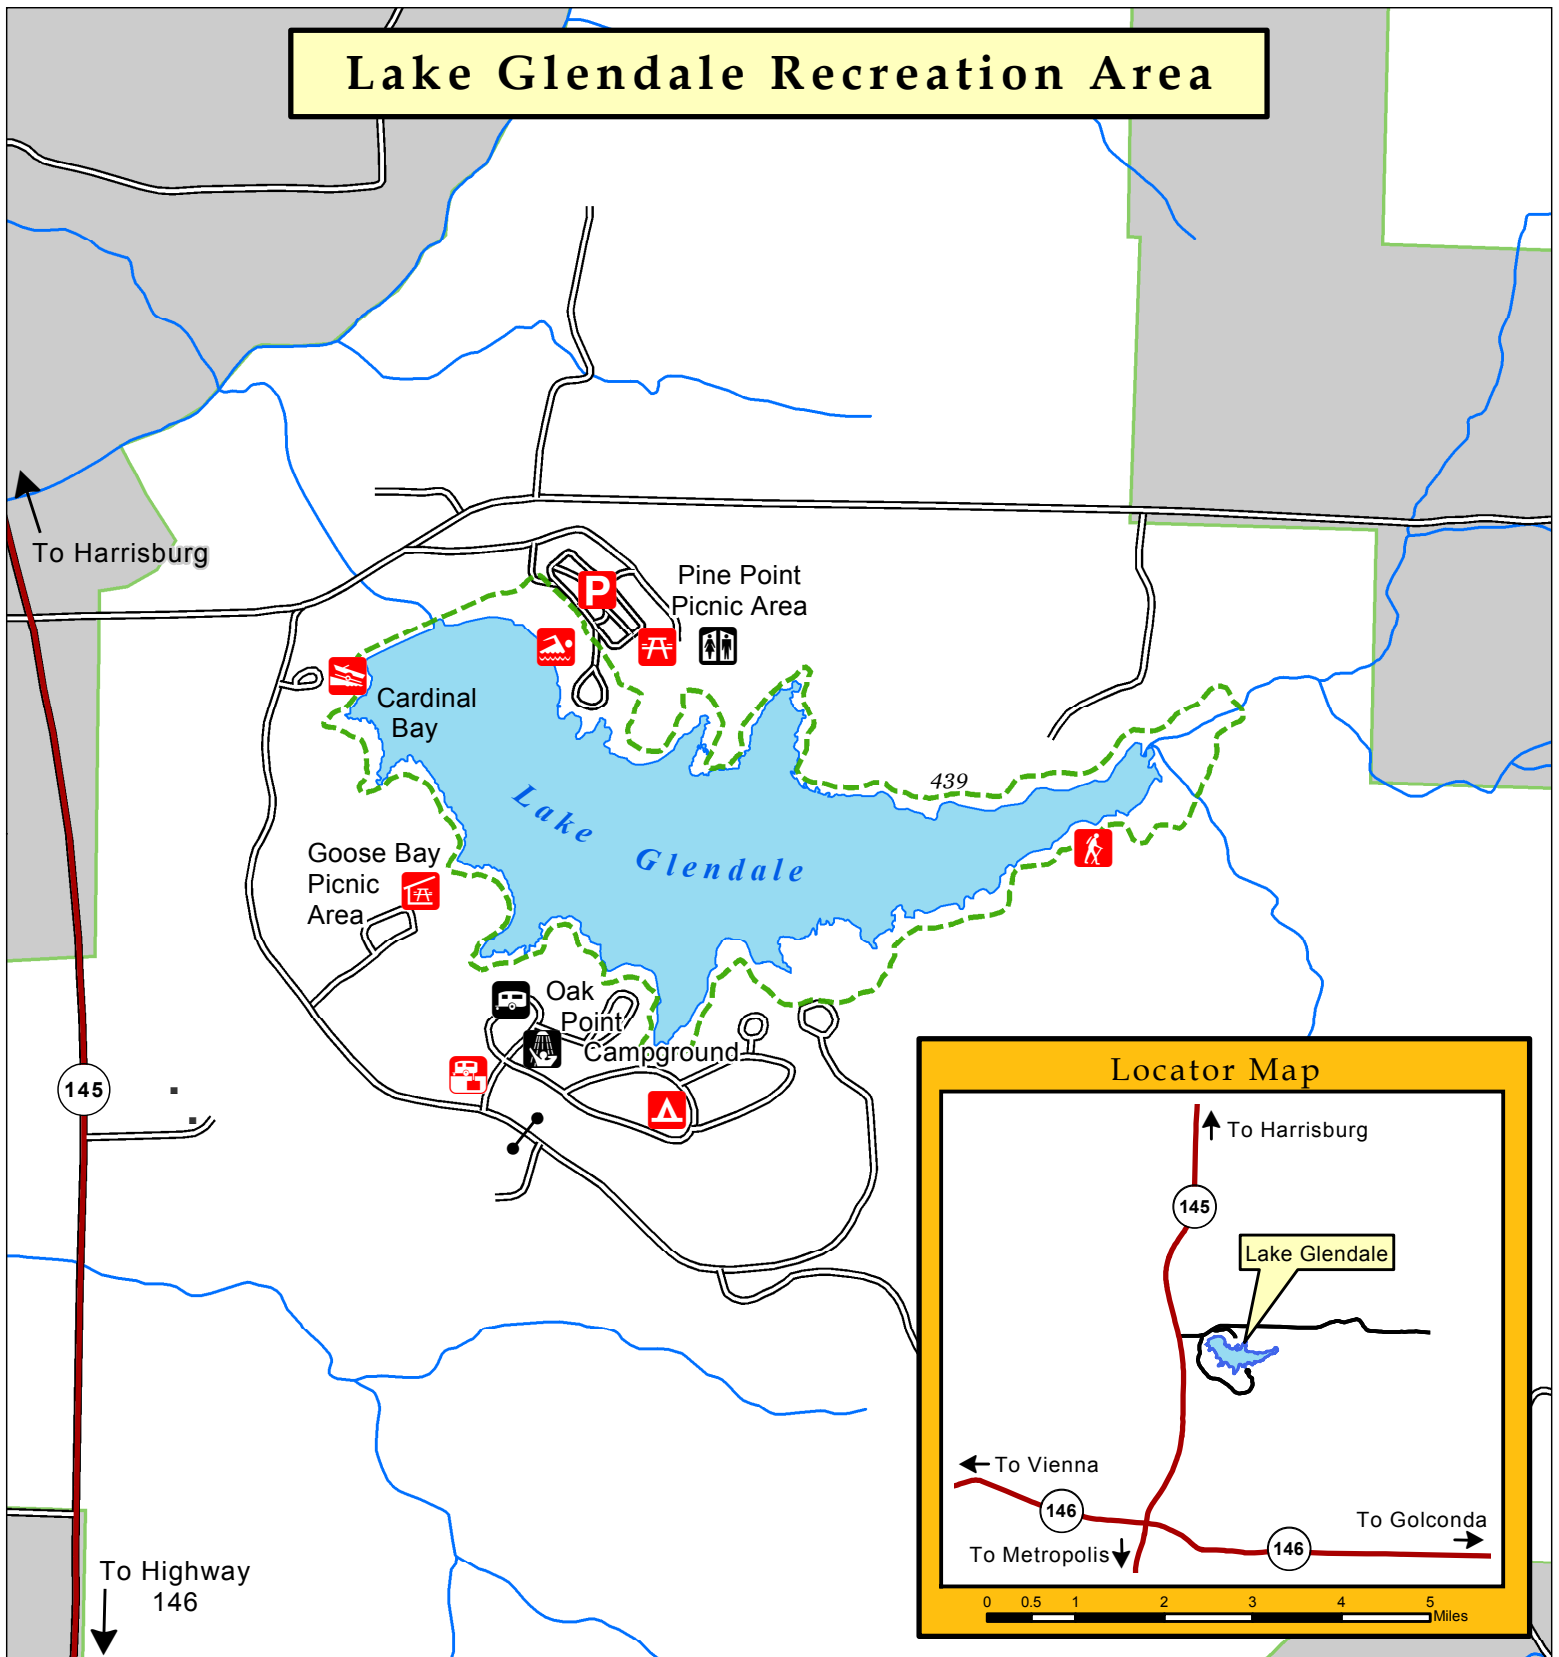 Lake Glendale Recreation Area
To Harrisburg
Pine Point
Picnic Area
P
Cardinal
Bay
439
Lake Glendale
Goose Bay
Picnic
Area
Oak
Point
Campground
145
To Highway
146
Locator Map
To Harrisburg
145
Lake Glendale
To Vienna
146
To Golconda
146
To Metropolis
0 0.5 1 2 3 4 5
Miles